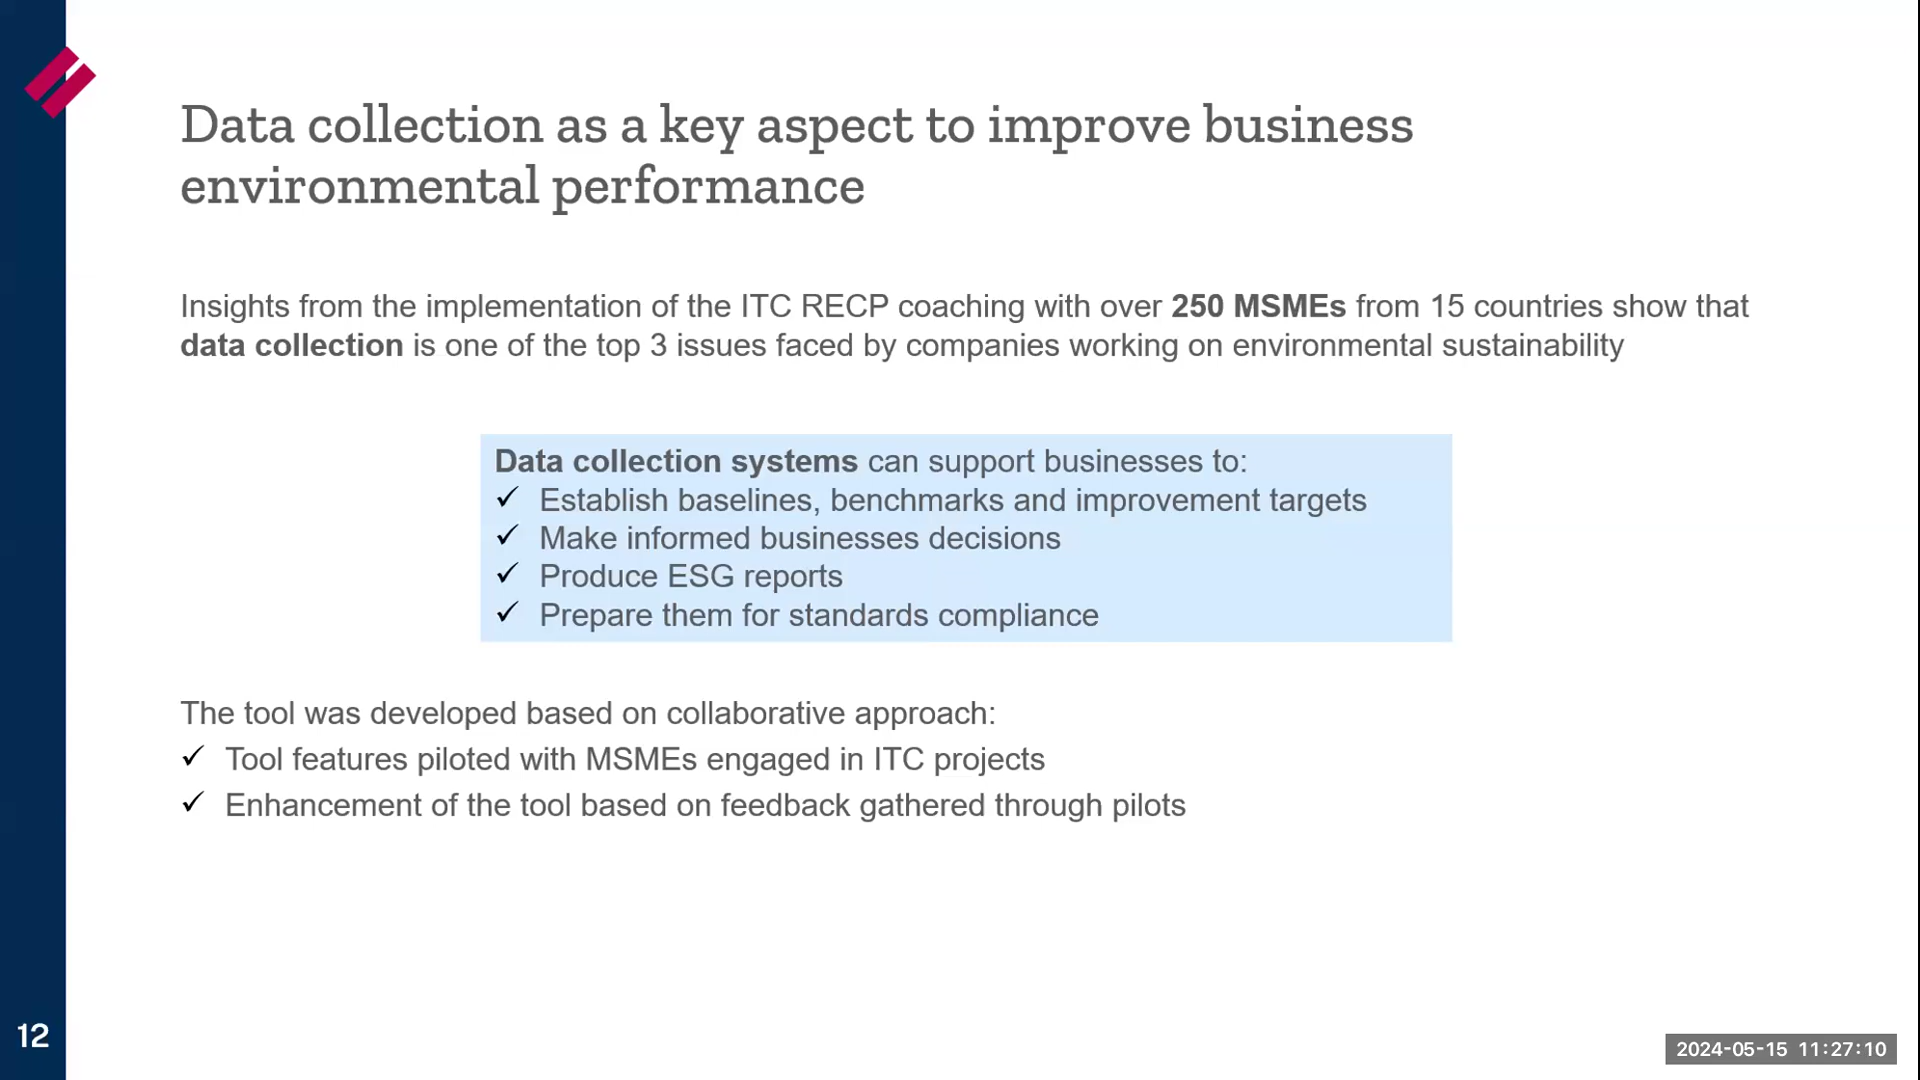 Data collection as a key aspect to improve business
environmental performance
Insights from the implementation of the ITC RECP coaching with over 250 MSMEs from 15 countries show that
data collection is one of the top 3 issues faced by companies working on environmental sustainability
Data collection systems can support businesses to:
✓ Establish baselines, benchmarks and improvement targets
✓ Make informed businesses decisions
✓ Produce ESG reports
✓ Prepare them for standards compliance
The tool was developed based on collaborative approach:
✓ Tool features piloted with MSMEs engaged in ITC projects
✓ Enhancement of the tool based on feedback gathered through pilots
12
2024-05-15 11:27:10